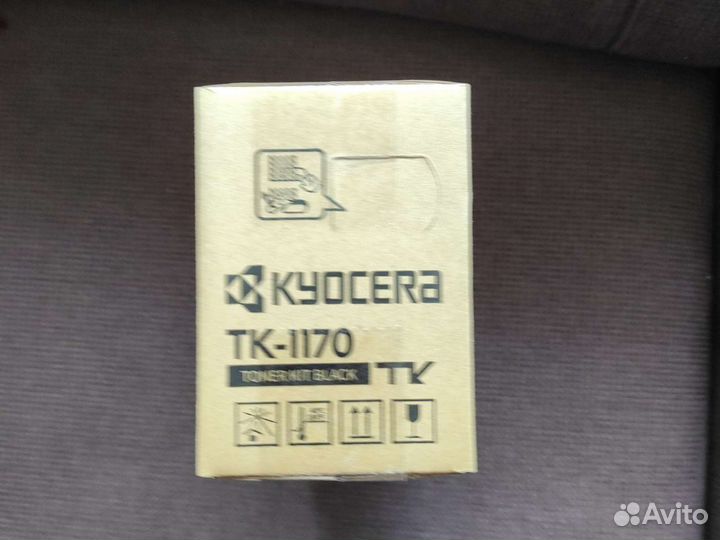 KYOCERA
TK-1170
TONER KIT BLACK TK
Avito